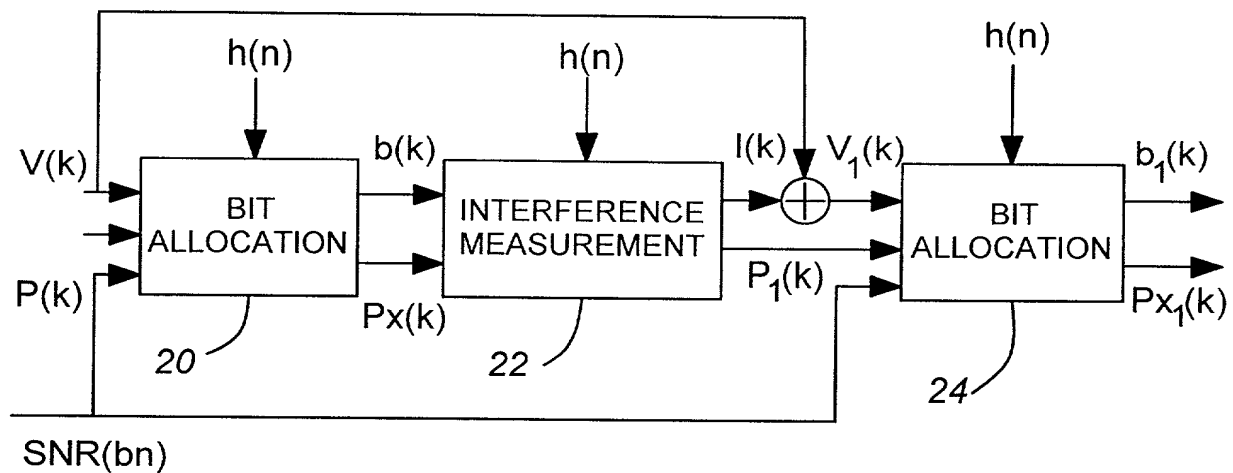 h(n)
h(n)
h(n)
V(k)
b(k)
I(k)
V₁(k)
b₁(k)
BIT
ALLOCATION
INTERFERENCE
MEASUREMENT
BIT
ALLOCATION
P(k)
Px(k)
P₁(k)
Px₁(k)
20
22
24
SNR(bn)